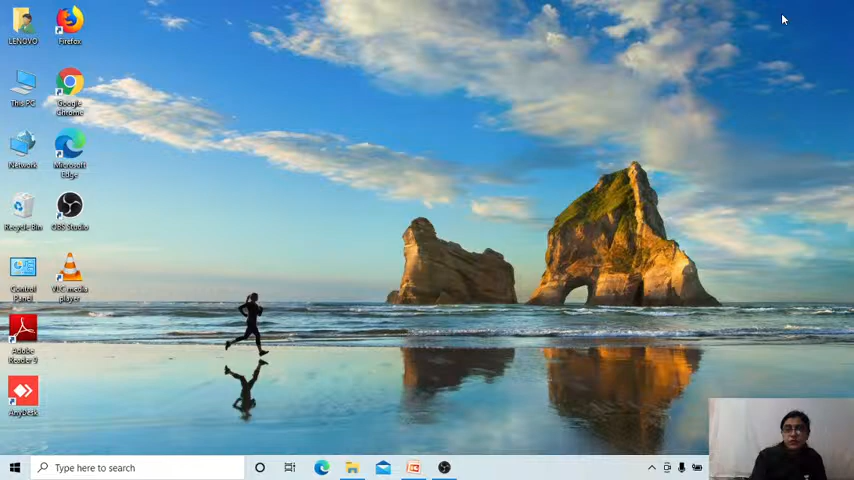 LENOVO
Firefox
This PC
Google
Chrome
Network
Microsoft
Edge
Recycle Bin
OBS Studio
Control
Panel
VLC media
player
Adobe
Reader 9
AnyDesk
Type here to search